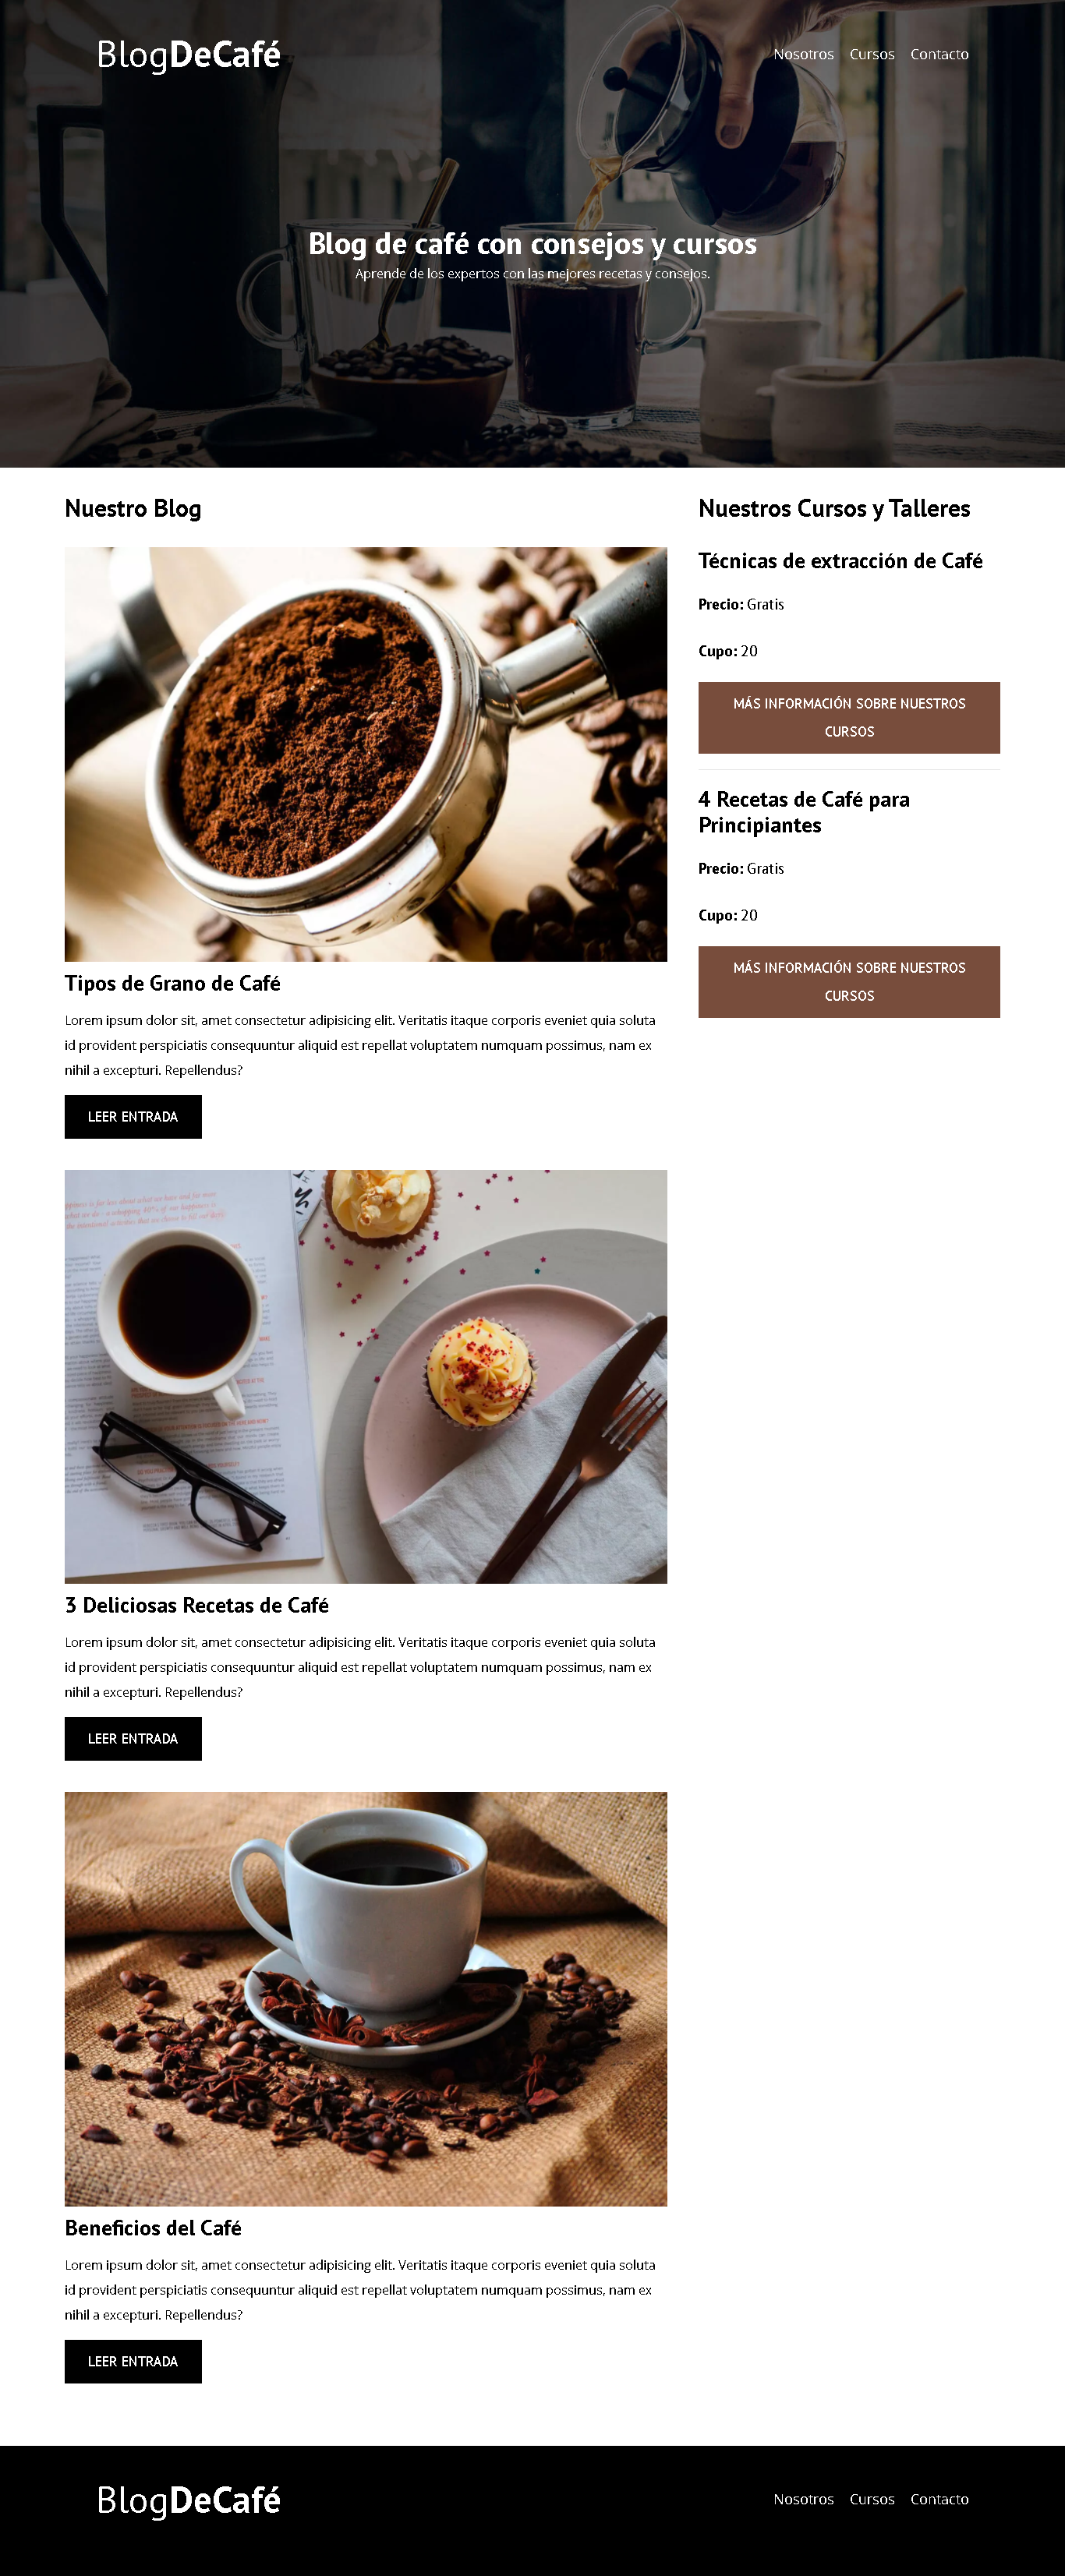 BlogDeCafé
Nosotros Cursos Contacto
Blog de café con consejos y cursos
Aprende de los expertos con las mejores recetas y consejos.
Nuestro Blog
Tipos de Grano de Café
Lorem ipsum dolor sit, amet consectetur adipisicing elit. Veritatis itaque corporis eveniet quia soluta
id provident perspiciatis consequuntur aliquid est repellat voluptatem numquam possimus, nam ex
nihil a excepturi. Repellendus?
LEER ENTRADA
3 Deliciosas Recetas de Café
Lorem ipsum dolor sit, amet consectetur adipisicing elit. Veritatis itaque corporis eveniet quia soluta
id provident perspiciatis consequuntur aliquid est repellat voluptatem numquam possimus, nam ex
nihil a excepturi. Repellendus?
LEER ENTRADA
Beneficios del Café
Lorem ipsum dolor sit, amet consectetur adipisicing elit. Veritatis itaque corporis eveniet quia soluta
id provident perspiciatis consequuntur aliquid est repellat voluptatem numquam possimus, nam ex
nihil a excepturi. Repellendus?
LEER ENTRADA
Nuestros Cursos y Talleres
Técnicas de extracción de Café
Precio: Gratis
Cupo: 20
MÁS INFORMACIÓN SOBRE NUESTROS
CURSOS
4 Recetas de Café para
Principiantes
Precio: Gratis
Cupo: 20
MÁS INFORMACIÓN SOBRE NUESTROS
CURSOS
BlogDeCafé
Nosotros Cursos Contacto